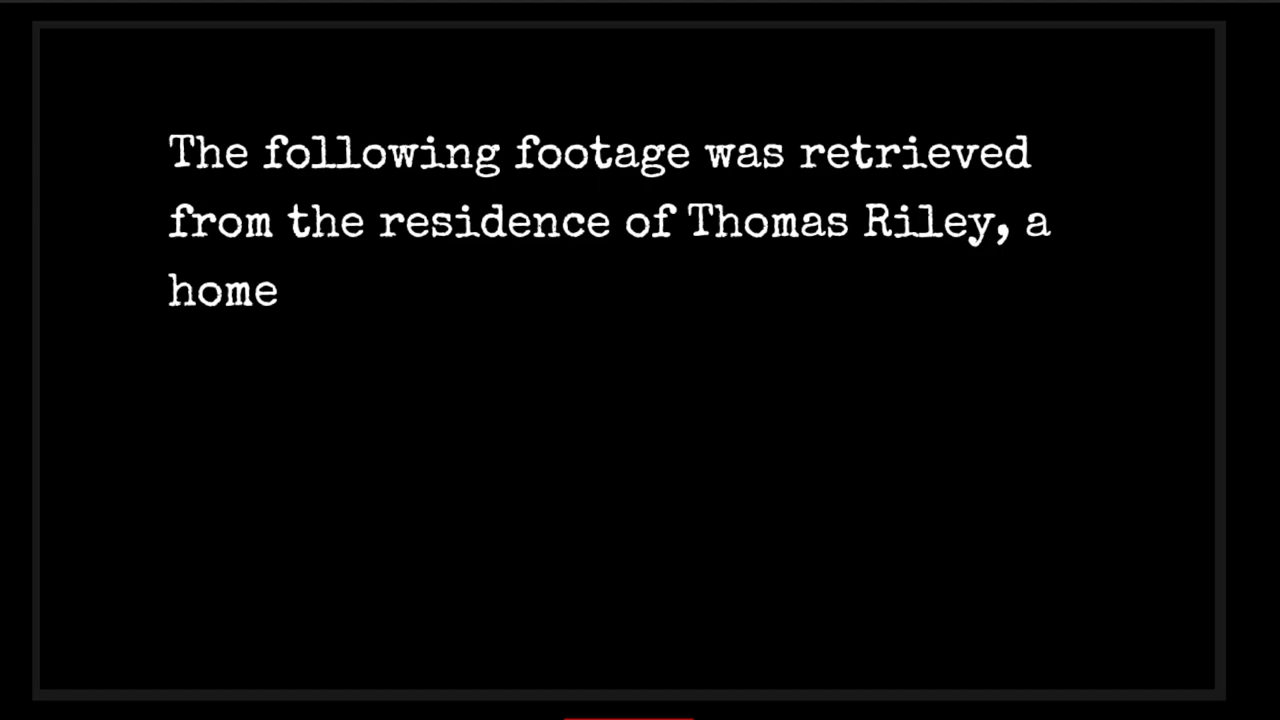 The following footage was retrieved
from the residence of Thomas Riley, a
home